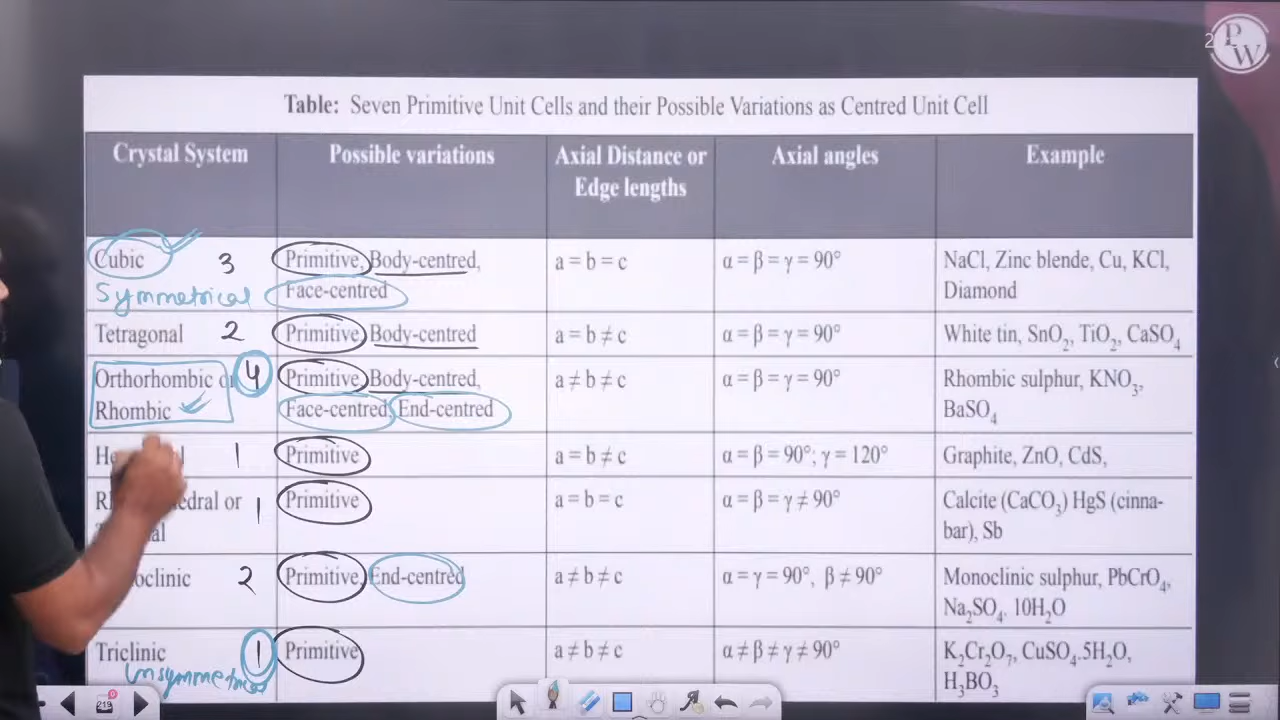 2
P
W
Table: Seven Primitive Unit Cells and their Possible Variations as Centred Unit Cell
Crystal System Possible variations Axial Distance or Edge lengths Axial angles Example
Cubic 3 Primitive, Body-centred, a = b = c α = β = γ = 90° NaCl, Zinc blende, Cu, KCl,
Symmetrical Face-centred Diamond
Tetragonal 2 Primitive, Body-centred a = b ≠ c α = β = γ = 90° White tin, SnO₂, TiO₂, CaSO₄
Orthorhombic 4 Primitive, Body-centred, a ≠ b ≠ c α = β = γ = 90° Rhombic sulphur, KNO₃,
Rhombic Face-centred, End-centred BaSO₄
1 Primitive a = b ≠ c α = β = 90°; γ = 120° Graphite, ZnO, CdS,
or 1 Primitive a = b = c α = β = γ ≠ 90° Calcite (CaCO₃) HgS (cinna-
bar), Sb
2 Primitive, End-centred a ≠ b ≠ c α = γ = 90°, β ≠ 90° Monoclinic sulphur, PbCrO₄,
Na₂SO₄. 10H₂O
Triclinic 1 Primitive a ≠ b ≠ c α ≠ β ≠ γ ≠ 90° K₂Cr₂O₇, CuSO₄.5H₂O,
Unsymmetrical H₃BO₃
219